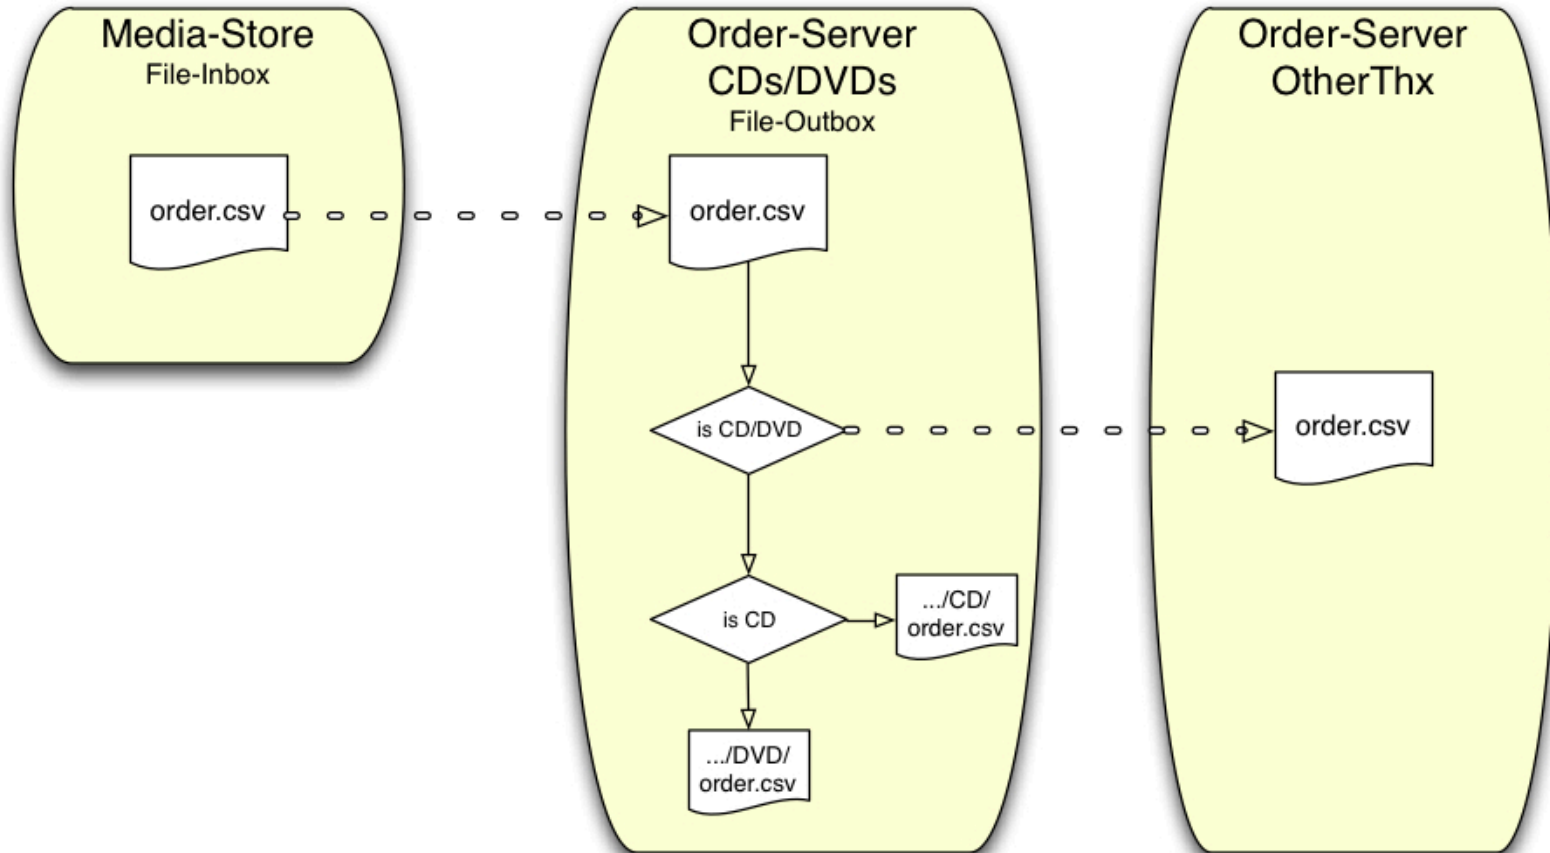 Media-Store
File-Inbox
order.csv
Order-Server
CDs/DVDs
File-Outbox
order.csv
is CD/DVD
is CD
.../CD/
order.csv
.../DVD/
order.csv
Order-Server
OtherThx
order.csv